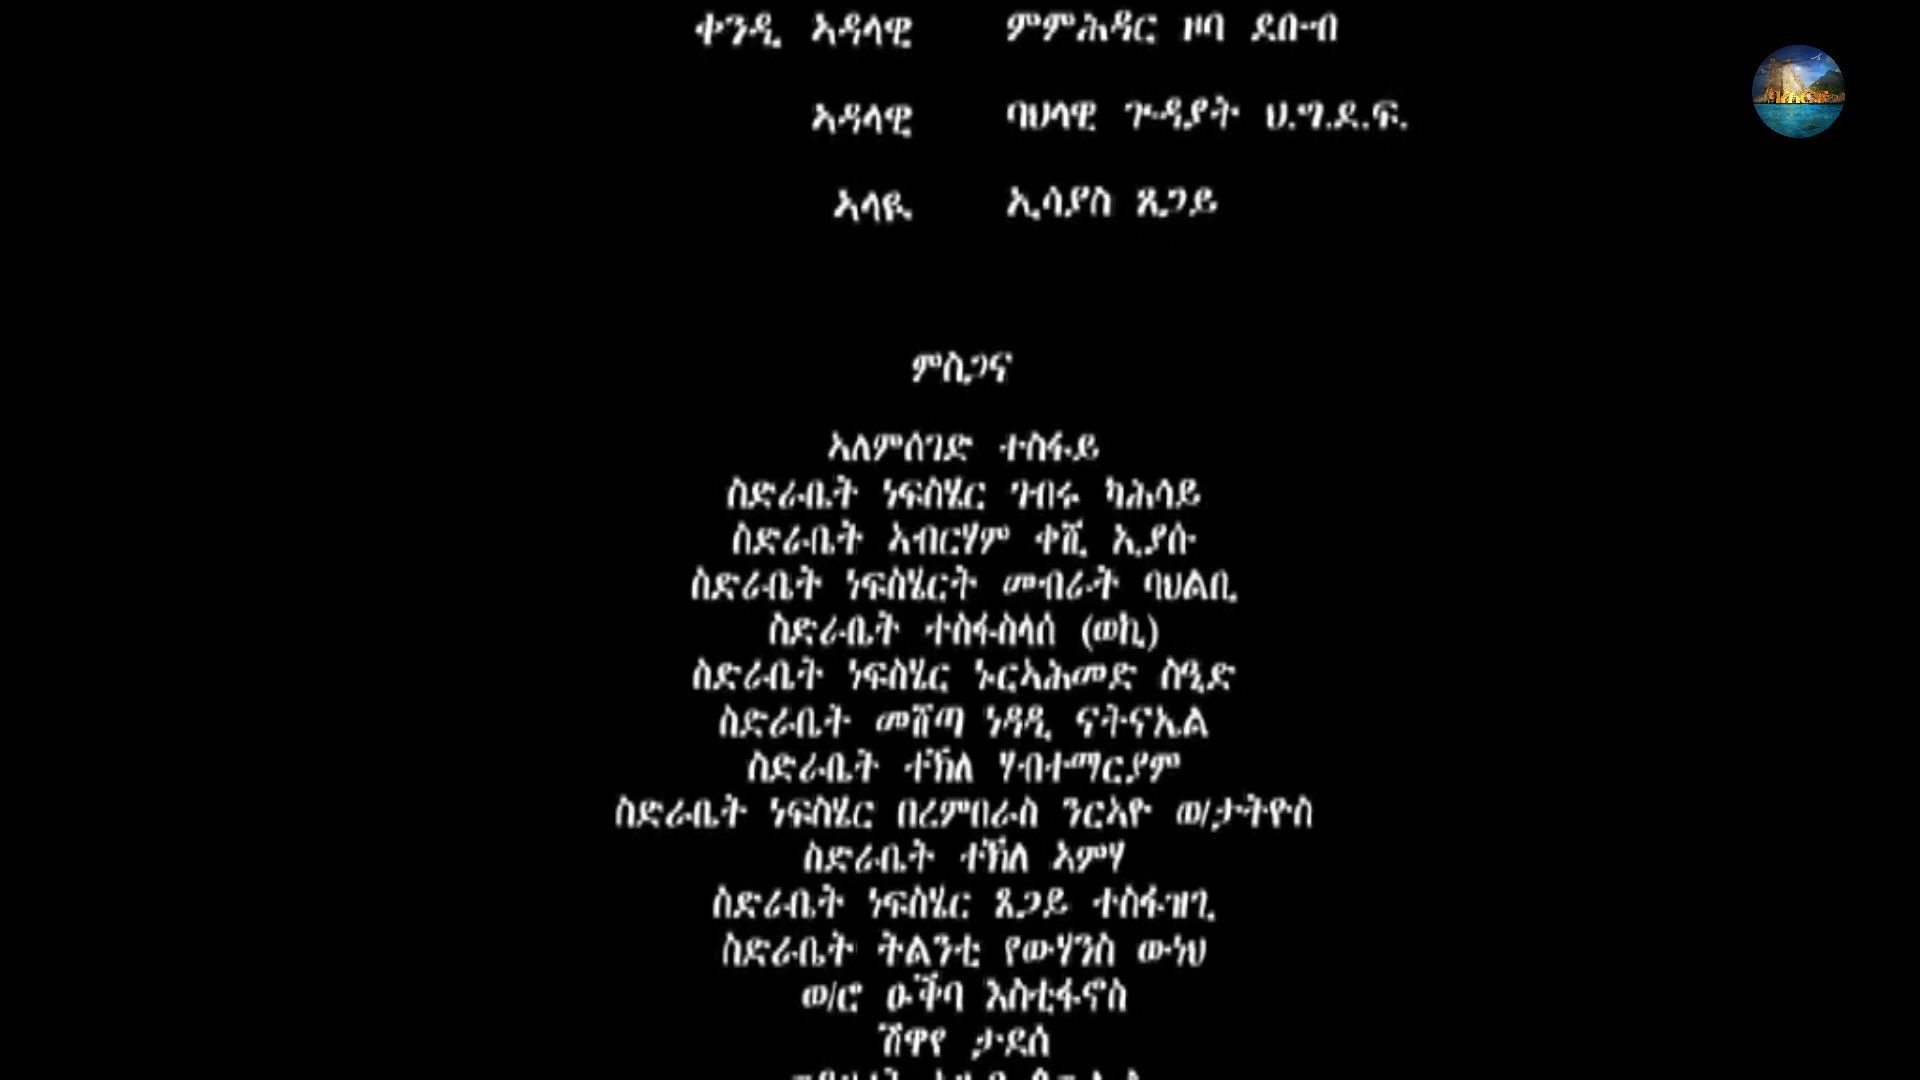 ቀንዲ ኣዳላዊ ምምሕዳር ዞባ ደቡብ
ኣዳላዊ ባህላዊ ጉዳያት ህ.ግ.ደ.ፍ.
ኣላዪ ኢሳያስ ጸጋይ
ምስጋና
ኣለምሰገድ ተስፋይ
ስድራቤት ነፍስሄር ገብሩ ካሕሳይ
ስድራቤት ኣብርሃም ቀሺ ኢያሱ
ስድራቤት ነፍስሄርት መብራት ባህልቢ
ስድራቤት ተስፋስላሰ (ወኪ)
ስድራቤት ነፍስሄር ኑርኣሕመድ ስዒድ
ስድራቤት መሸጣ ነዳዲ ናትናኤል
ስድራቤት ተኽለ ሃብተማርያም
ስድራቤት ነፍስሄር በረምበራስ ንርኣዮ ወ/ታትዮስ
ስድራቤት ተኽለ ኣምሃ
ስድራቤት ነፍስሄር ጸጋይ ተስፋዝጊ
ስድራቤት ትልንቲ የውሃንስ ውነህ
ወ/ሮ ዑቕባ እስቲፋኖስ
ሽዋየ ታደሰ